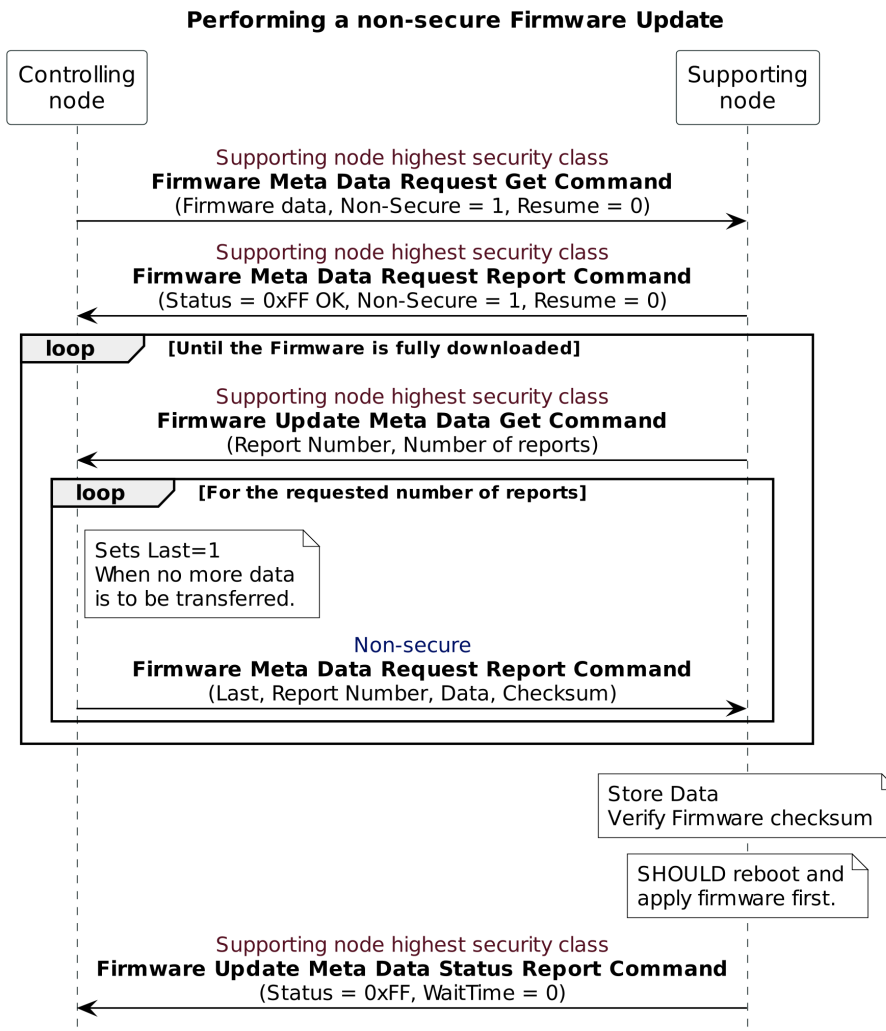 Performing a non-secure Firmware Update
Controlling
node
Supporting
node
Supporting node highest security class
Firmware Meta Data Request Get Command
(Firmware data, Non-Secure = 1, Resume = 0)
Supporting node highest security class
Firmware Meta Data Request Report Command
(Status = 0xFF OK, Non-Secure = 1, Resume = 0)
loop
[Until the Firmware is fully downloaded]
Supporting node highest security class
Firmware Update Meta Data Get Command
(Report Number, Number of reports)
loop
[For the requested number of reports]
Sets Last=1
When no more data
is to be transferred.
Non-secure
Firmware Meta Data Request Report Command
(Last, Report Number, Data, Checksum)
Store Data
Verify Firmware checksum
SHOULD reboot and
apply firmware first.
Supporting node highest security class
Firmware Update Meta Data Status Report Command
(Status = 0xFF, WaitTime = 0)